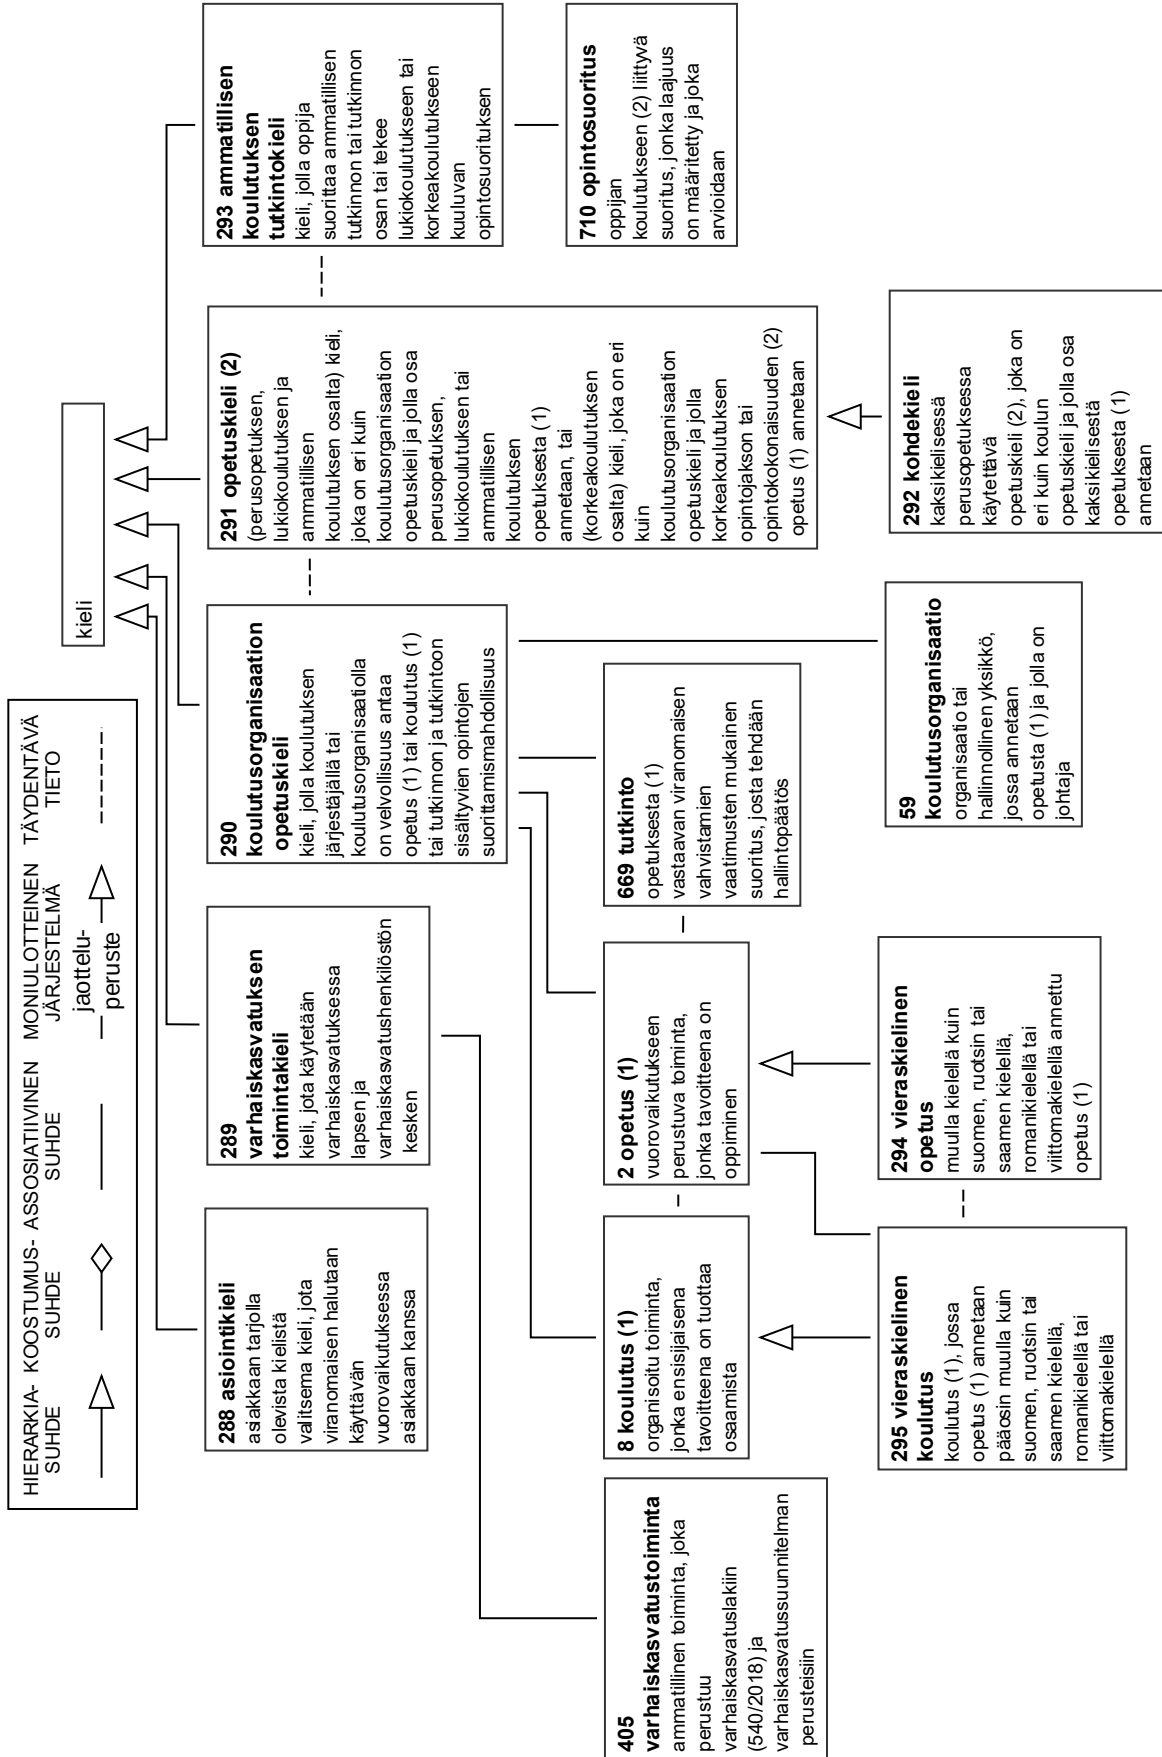 HIERARKIA-
SUHDE
KOOSTUMUS-
SUHDE
ASSOSIATIIVINEN
SUHDE
MONIULOTTEINEN
JÄRJESTELMÄ
jaottelu-
peruste
TÄYDENTÄVÄ
TIETO
kieli
288 asiointikieli
asiakkaan tarjolla
olevista kielistä
valitsema kieli, jota
viranomaisen halutaan
käyttävän
vuorovaikutuksessa
asiakkaan kanssa
289
varhaiskasvatuksen
toimintakieli
kieli, jota käytetään
varhaiskasvatuksessa
lapsen ja
varhaiskasvatushenkilöstön
kesken
290
koulutusorganisaation
opetuskieli
kieli, jolla koulutuksen
järjestäjällä tai
koulutusorganisaatiolla
on velvollisuus antaa
opetus (1) tai koulutus (1)
tai tutkinnon ja tutkintoon
sisältyvien opintojen
suorittamismahdollisuus
291 opetuskieli (2)
(perusopetuksen,
lukiokoulutuksen ja
ammatillisen
koulutuksen osalta) kieli,
joka on eri kuin
koulutusorganisaation
opetuskieli ja jolla osa
perusopetuksen,
lukiokoulutuksen tai
ammatillisen
koulutuksen
opetuksesta (1)
annetaan, tai
(korkeakoulutuksen
osalta) kieli, joka on eri
kuin
koulutusorganisaation
opetuskieli ja jolla
korkeakoulutuksen
opintojakson tai
opintokokonaisuuden (2)
opetus (1) annetaan
293 ammatillisen
koulutuksen
tutkintokieli
kieli, jolla oppija
suorittaa ammatillisen
tutkinnon tai tutkinnon
osan tai tekee
lukiokoulutukseen tai
korkeakoulutukseen
kuuluvan
opintosuorituksen
405
varhaiskasvatustoiminta
ammatillinen toiminta, joka
perustuu
varhaiskasvatuslakiin
(540/2018) ja
varhaiskasvatussuunnitelman
perusteisiin
8 koulutus (1)
organisoitu toiminta,
jonka ensisijaisena
tavoitteena on tuottaa
osaamista
2 opetus (1)
vuorovaikutukseen
perustuva toiminta,
jonka tavoitteena on
oppiminen
669 tutkinto
opetuksesta (1)
vastaavan viranomaisen
vahvistamien
vaatimusten mukainen
suoritus, josta tehdään
hallintopäätös
710 opintosuoritus
oppijan
koulutukseen (2) liittyvä
suoritus, jonka laajuus
on määritetty ja joka
arvioidaan
295 vieraskielinen
koulutus
koulutus (1), jossa
opetus (1) annetaan
pääosin muulla kuin
suomen, ruotsin tai
saamen kielellä,
romanikielellä tai
viittomakielellä
294 vieraskielinen
opetus
muulla kielellä kuin
suomen, ruotsin tai
saamen kielellä,
romanikielellä tai
viittomakielellä annettu
opetus (1)
59
koulutusorganisaatio
organisaatio tai
hallinnollinen yksikkö,
jossa annetaan
opetusta (1) ja jolla on
johtaja
292 kohdekieli
kaksikielisessä
perusopetuksessa
käytettävä
opetuskieli (2), joka on
eri kuin koulun
opetuskieli ja jolla osa
kaksikielisestä
opetuksesta (1)
annetaan